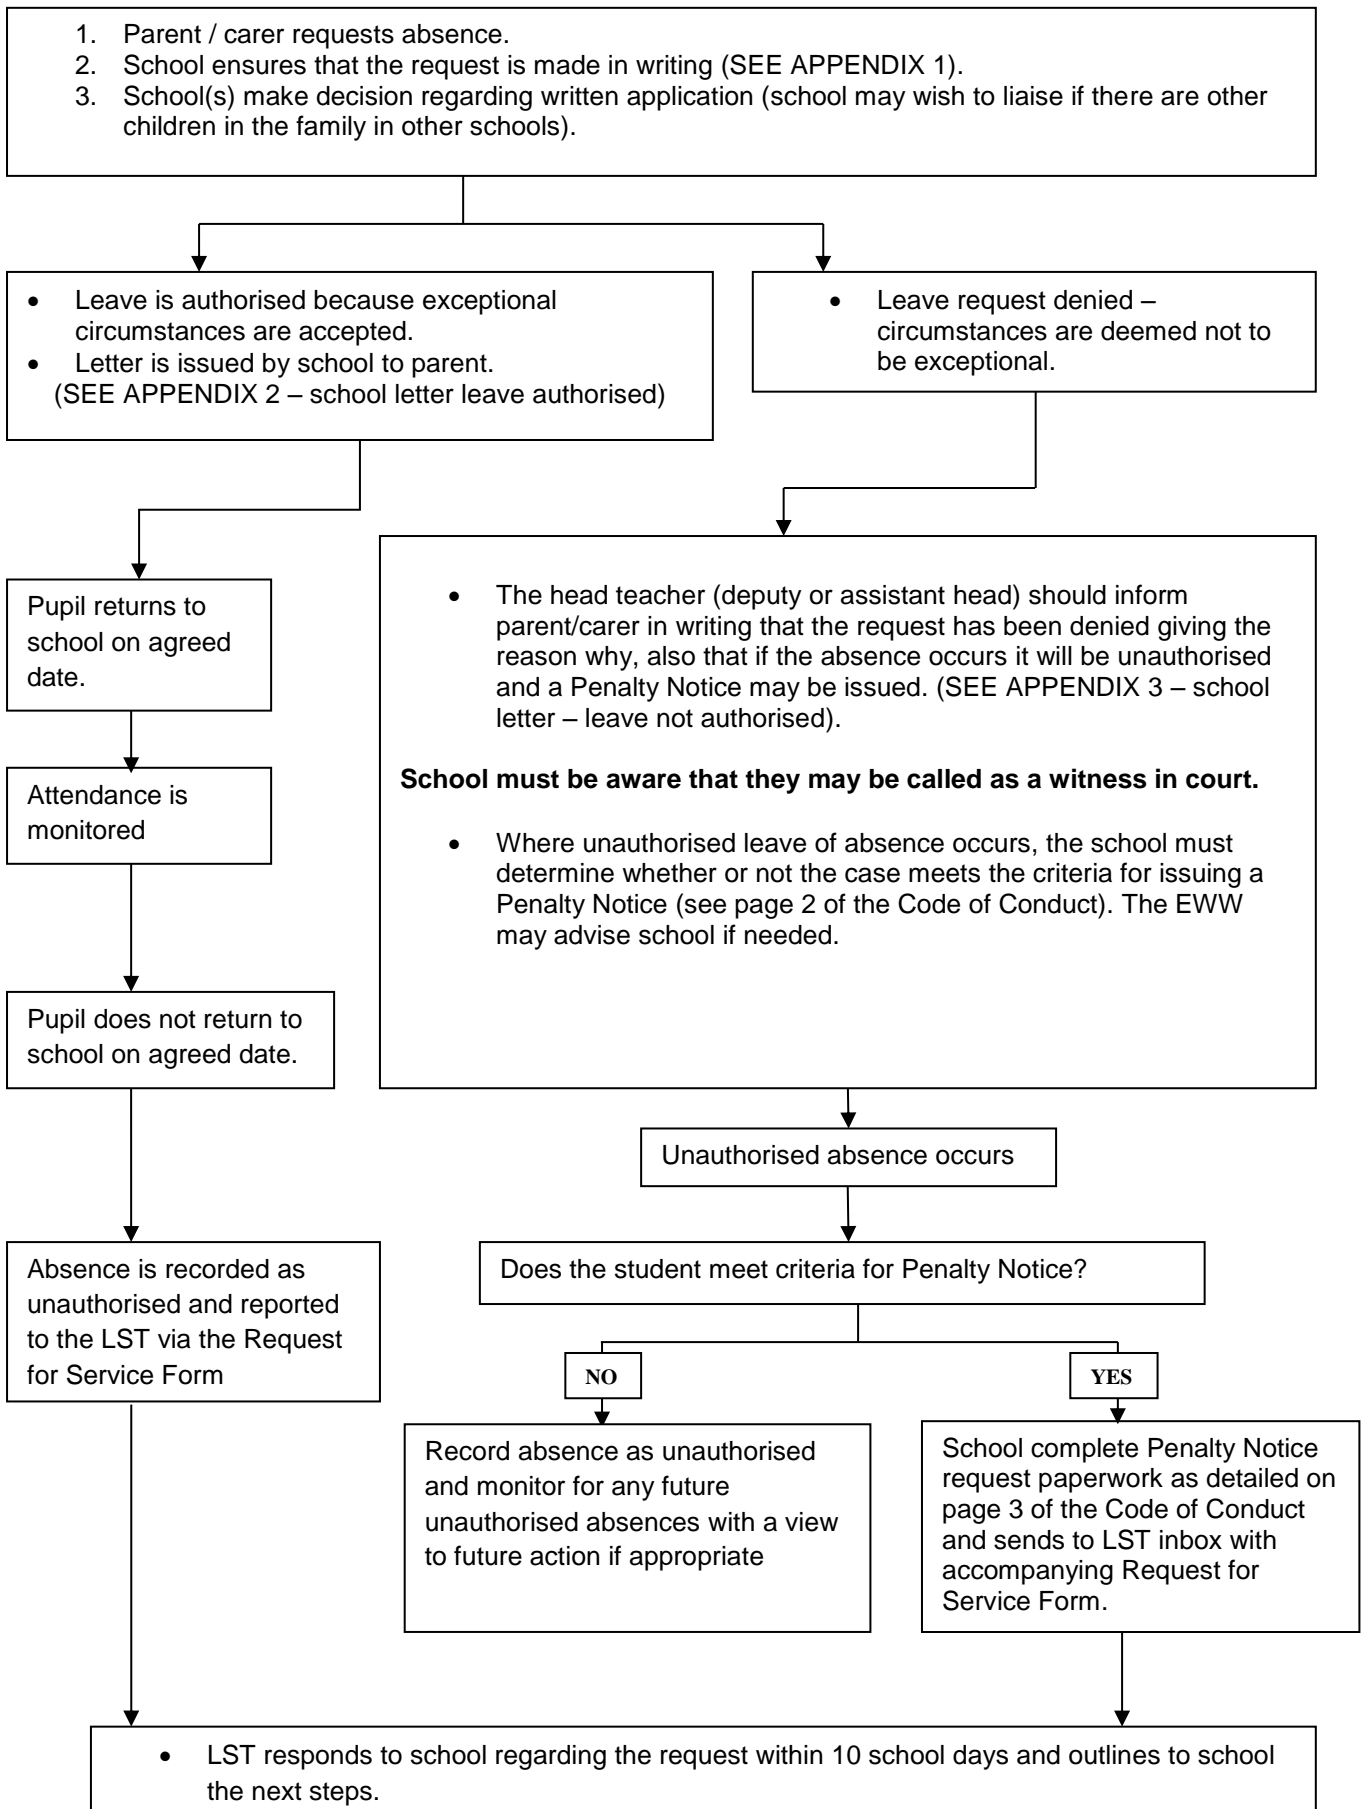 1. Parent / carer requests absence.
2. School ensures that the request is made in writing (SEE APPENDIX 1).
3. School(s) make decision regarding written application (school may wish to liaise if there are other
children in the family in other schools).
• Leave is authorised because exceptional
circumstances are accepted.
• Letter is issued by school to parent.
(SEE APPENDIX 2 – school letter leave authorised)
• Leave request denied –
circumstances are deemed not to
be exceptional.
Pupil returns to
school on agreed
date.
Attendance is
monitored
Pupil does not return to
school on agreed date.
Absence is recorded as
unauthorised and reported
to the LST via the Request
for Service Form
• The head teacher (deputy or assistant head) should inform
parent/carer in writing that the request has been denied giving the
reason why, also that if the absence occurs it will be unauthorised
and a Penalty Notice may be issued. (SEE APPENDIX 3 – school
letter – leave not authorised).
School must be aware that they may be called as a witness in court.
• Where unauthorised leave of absence occurs, the school must
determine whether or not the case meets the criteria for issuing a
Penalty Notice (see page 2 of the Code of Conduct). The EWW
may advise school if needed.
Unauthorised absence occurs
Does the student meet criteria for Penalty Notice?
NO
YES
Record absence as unauthorised
and monitor for any future
unauthorised absences with a view
to future action if appropriate
School complete Penalty Notice
request paperwork as detailed on
page 3 of the Code of Conduct
and sends to LST inbox with
accompanying Request for
Service Form.
• LST responds to school regarding the request within 10 school days and outlines to school
the next steps.